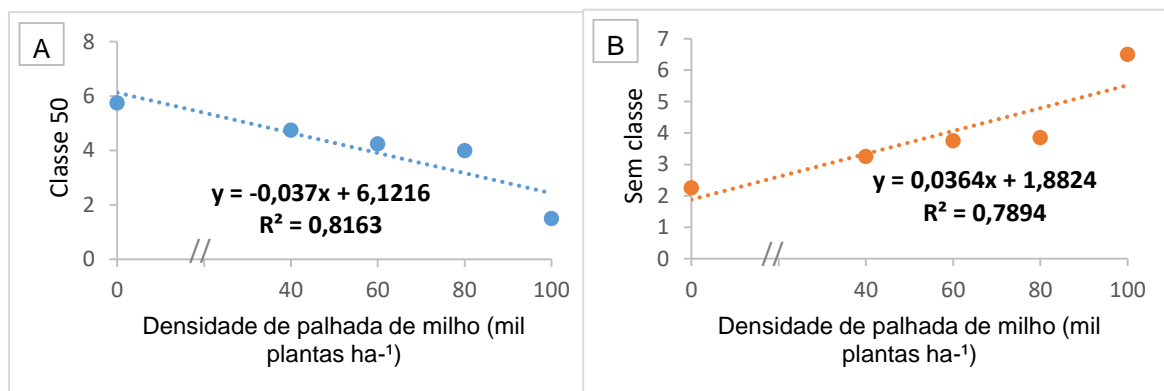 A
Classe 50
8
6
4
2
0
y = -0,037x + 6,1216
R² = 0,8163
0 40 60 80 100
Densidade de palhada de milho (mil
plantas ha-¹)
B
Sem classe
7
6
5
4
3
2
1
0
y = 0,0364x + 1,8824
R² = 0,7894
0 40 60 80 100
Densidade de palhada de milho (mil
plantas ha-¹)